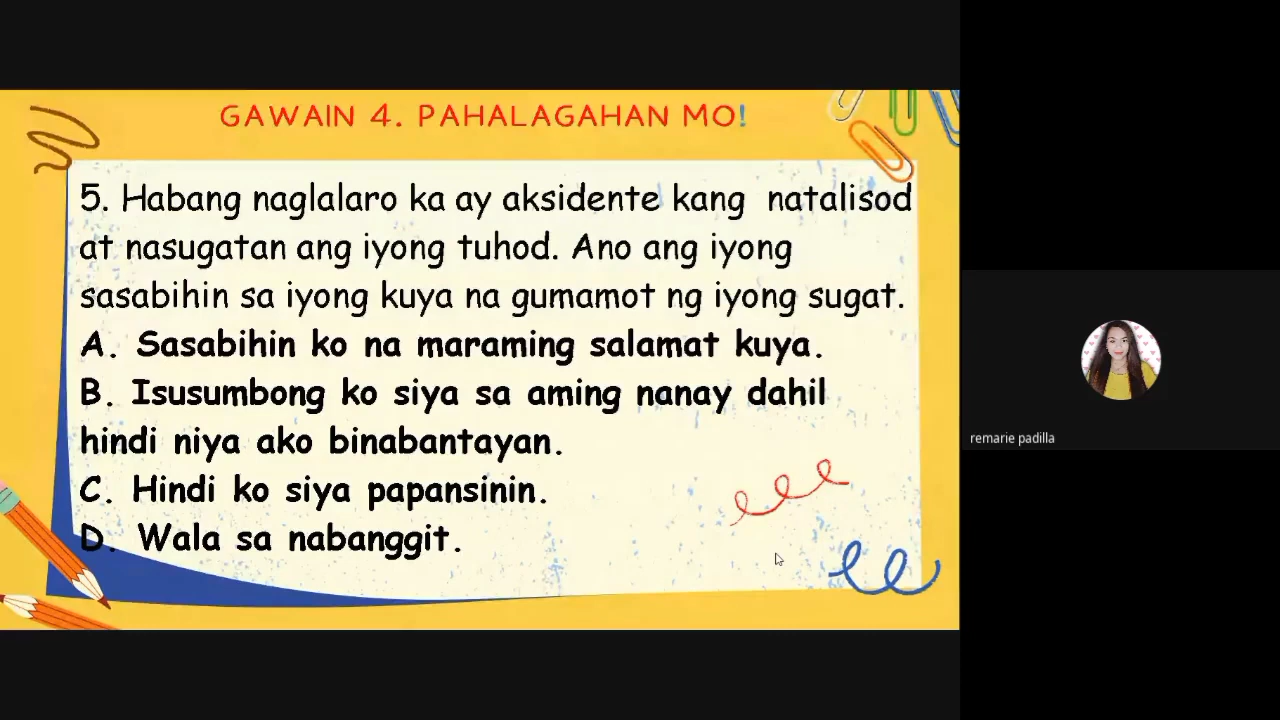 GAWAIN 4. PAHALAGAHAN MO!
5. Habang naglalaro ka ay aksidente kang natalisod
at nasugatan ang iyong tuhod. Ano ang iyong
sasabihin sa iyong kuya na gumamot ng iyong sugat.
A. Sasabihin ko na maraming salamat kuya.
B. Isusumbong ko siya sa aming nanay dahil
hindi niya ako binabantayan.
C. Hindi ko siya papansinin.
D. Wala sa nabanggit.
remarie padilla